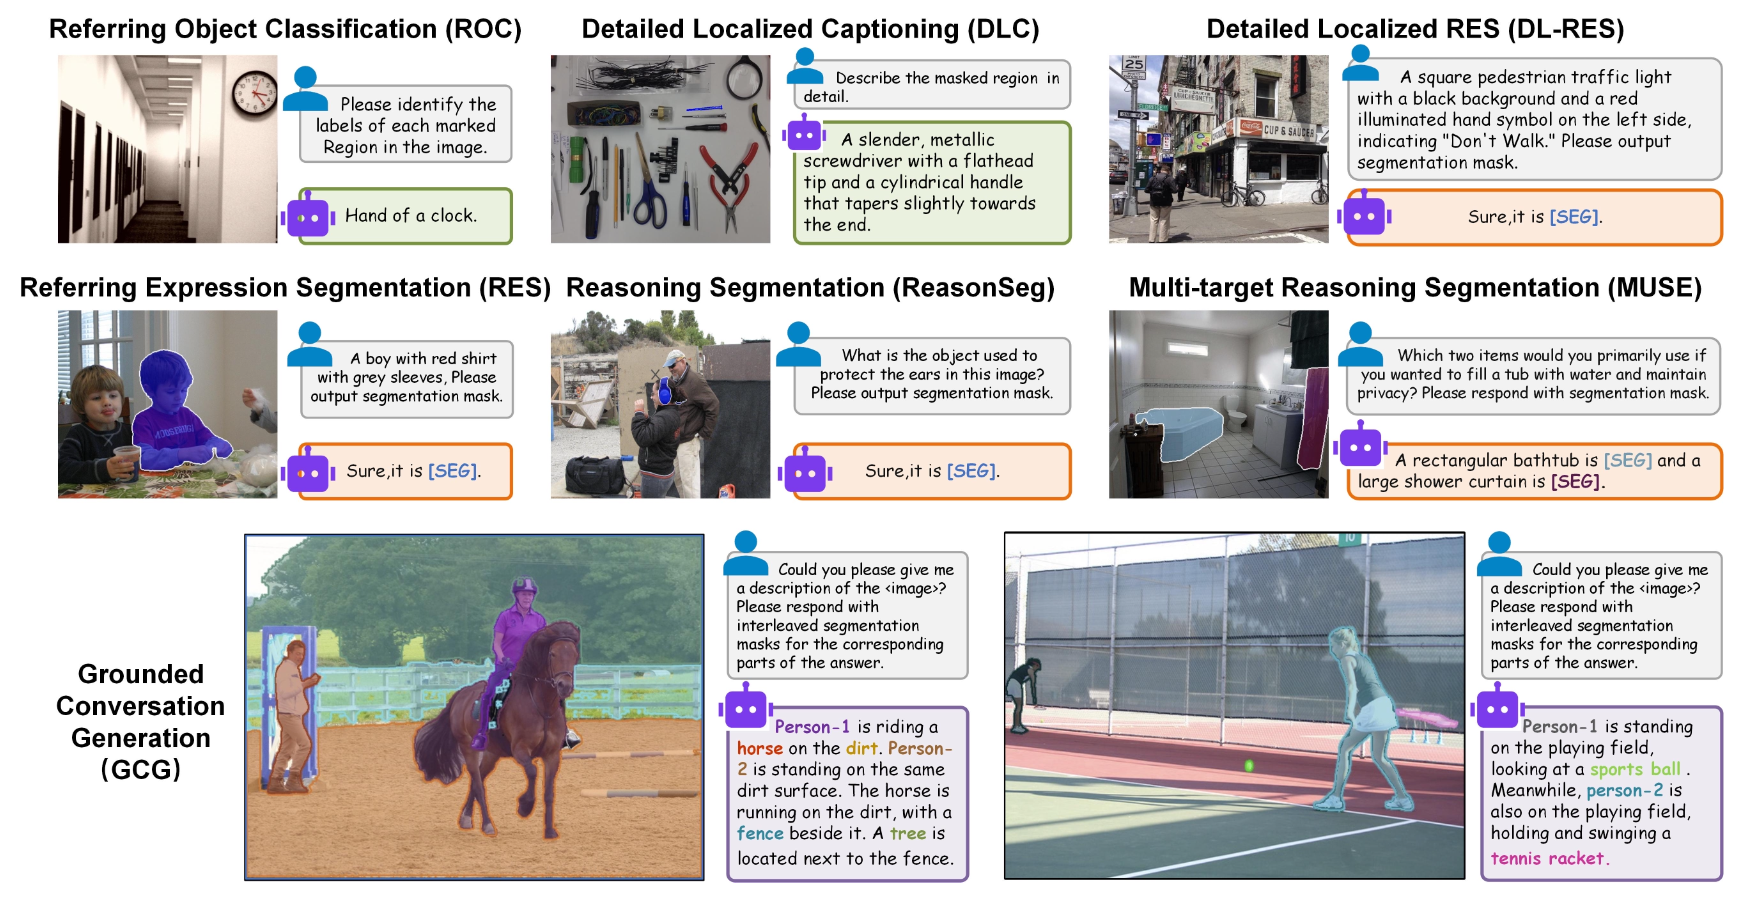 Referring Object Classification (ROC)
Please identify the
labels of each marked
Region in the image.
Hand of a clock.
Detailed Localized Captioning (DLC)
Describe the masked region in
detail.
A slender, metallic
screwdriver with a flathead
tip and a cylindrical handle
that tapers slightly towards
the end.
Detailed Localized RES (DL-RES)
25
CUP & SAUCER
LUNCHEONETTE
CUP & SAUCER
A square pedestrian traffic light
with a black background and a red
illuminated hand symbol on the left side,
indicating "Don't Walk." Please output
segmentation mask.
Sure,it is [SEG].
Referring Expression Segmentation (RES)
A boy with red shirt
with grey sleeves, Please
output segmentation mask.
Sure,it is [SEG].
Reasoning Segmentation (ReasonSeg)
What is the object used to
protect the ears in this image?
Please output segmentation mask.
Sure,it is [SEG].
Multi-target Reasoning Segmentation (MUSE)
Which two items would you primarily use if
you wanted to fill a tub with water and maintain
privacy? Please respond with segmentation mask.
A rectangular bathtub is [SEG] and a
large shower curtain is [SEG].
Grounded
Conversation
Generation
(GCG)
Could you please give me
a description of the <image>?
Please respond with
interleaved segmentation
masks for the corresponding
parts of the answer.
Person-1 is riding a
horse on the dirt. Person-
2 is standing on the same
dirt surface. The horse is
running on the dirt, with a
fence beside it. A tree is
located next to the fence.
10
Could you please give me
a description of the <image>?
Please respond with
interleaved segmentation
masks for the corresponding
parts of the answer.
Person-1 is standing
on the playing field,
looking at a sports ball .
Meanwhile, person-2 is
also on the playing field,
holding and swinging a
tennis racket.